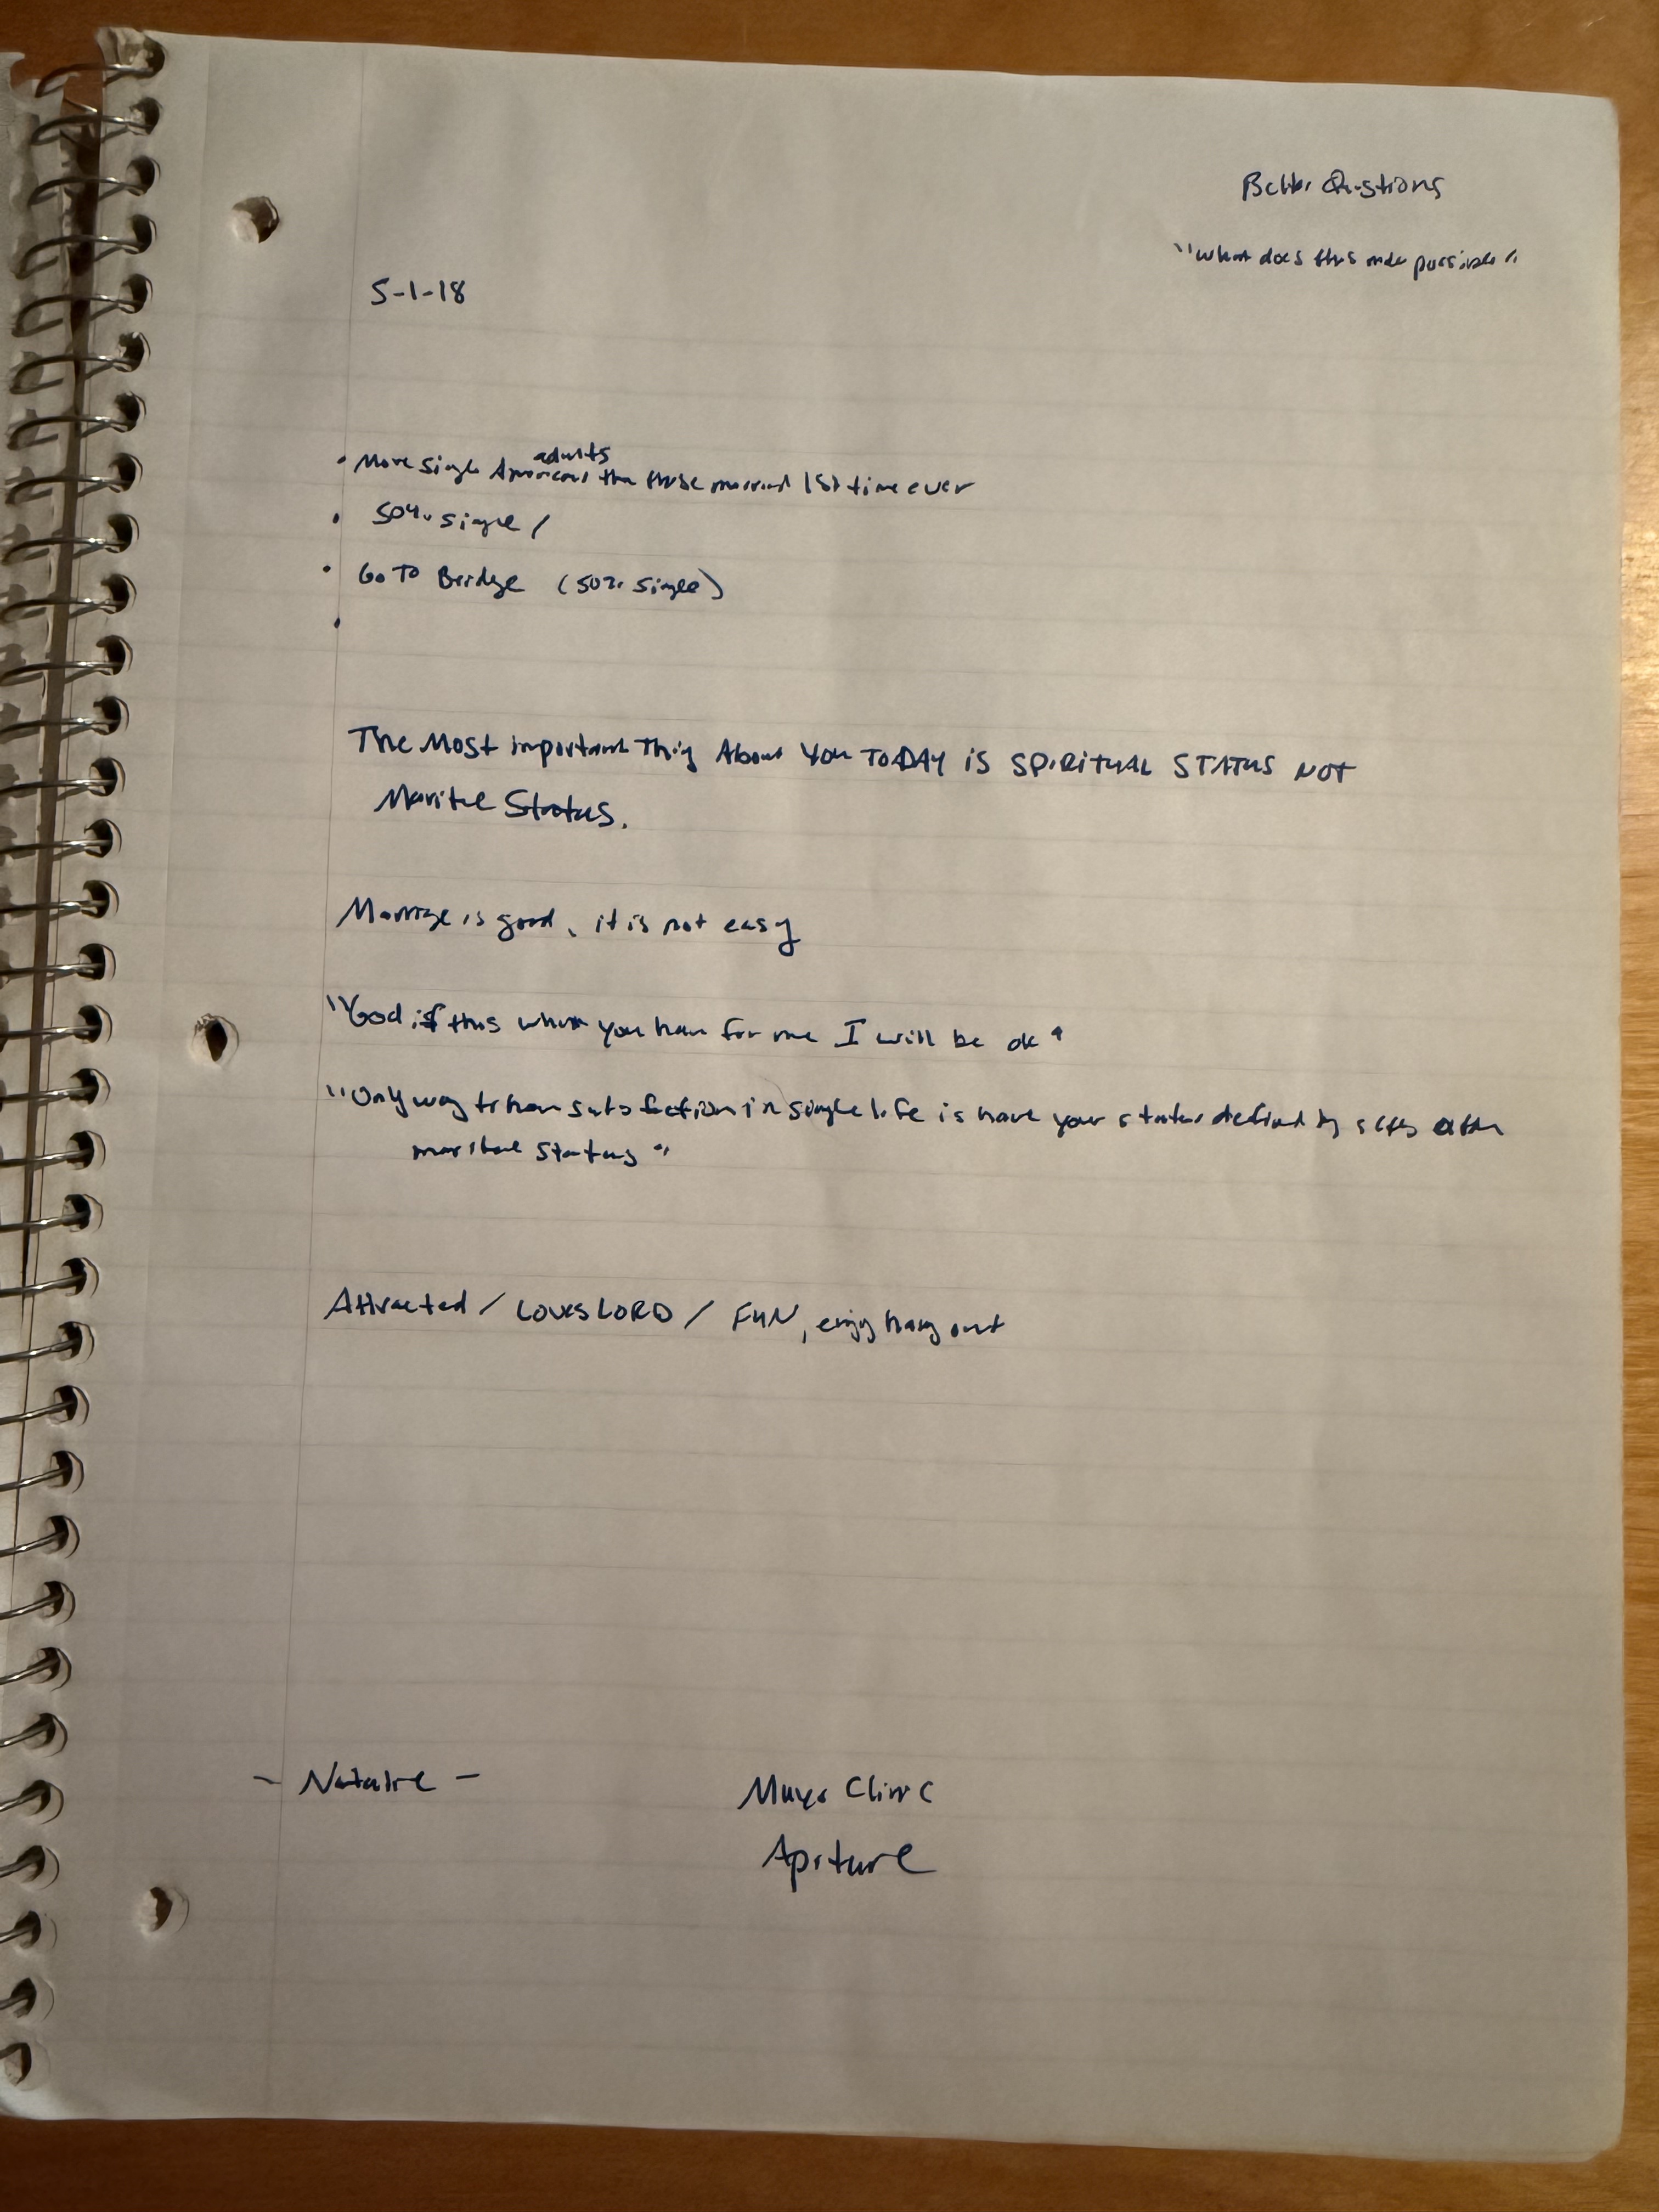 Better Questions
"what does this make possible"
5-1-18
adults
• More single Americans than those married 1st time ever
• 50% single /
• Go To Bridge (50% single)
•
The Most important Thing About You TODAY iS SPiRiTUAL STATUS NOT
Marital Status.
Marriage is good, it is not easy
"God if this what you have for me I will be ok"
"Only way to have satisfaction in single life is have your status defined by other
marital status"
Attracted / LOVES LORD / FUN, enjoy hang out
- Natalie - Mayo Clinic
Apiture